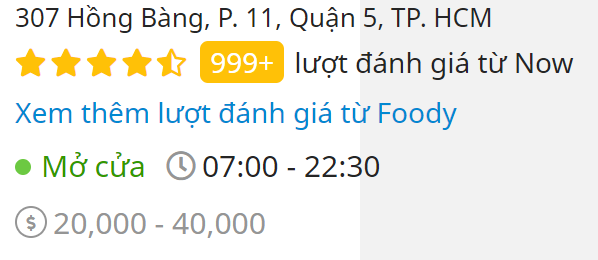 307 Hồng Bàng, P. 11, Quận 5, TP. HCM
999+ lượt đánh giá từ Now
Xem thêm lượt đánh giá từ Foody
Mở cửa 07:00 - 22:30
$ 20,000 - 40,000